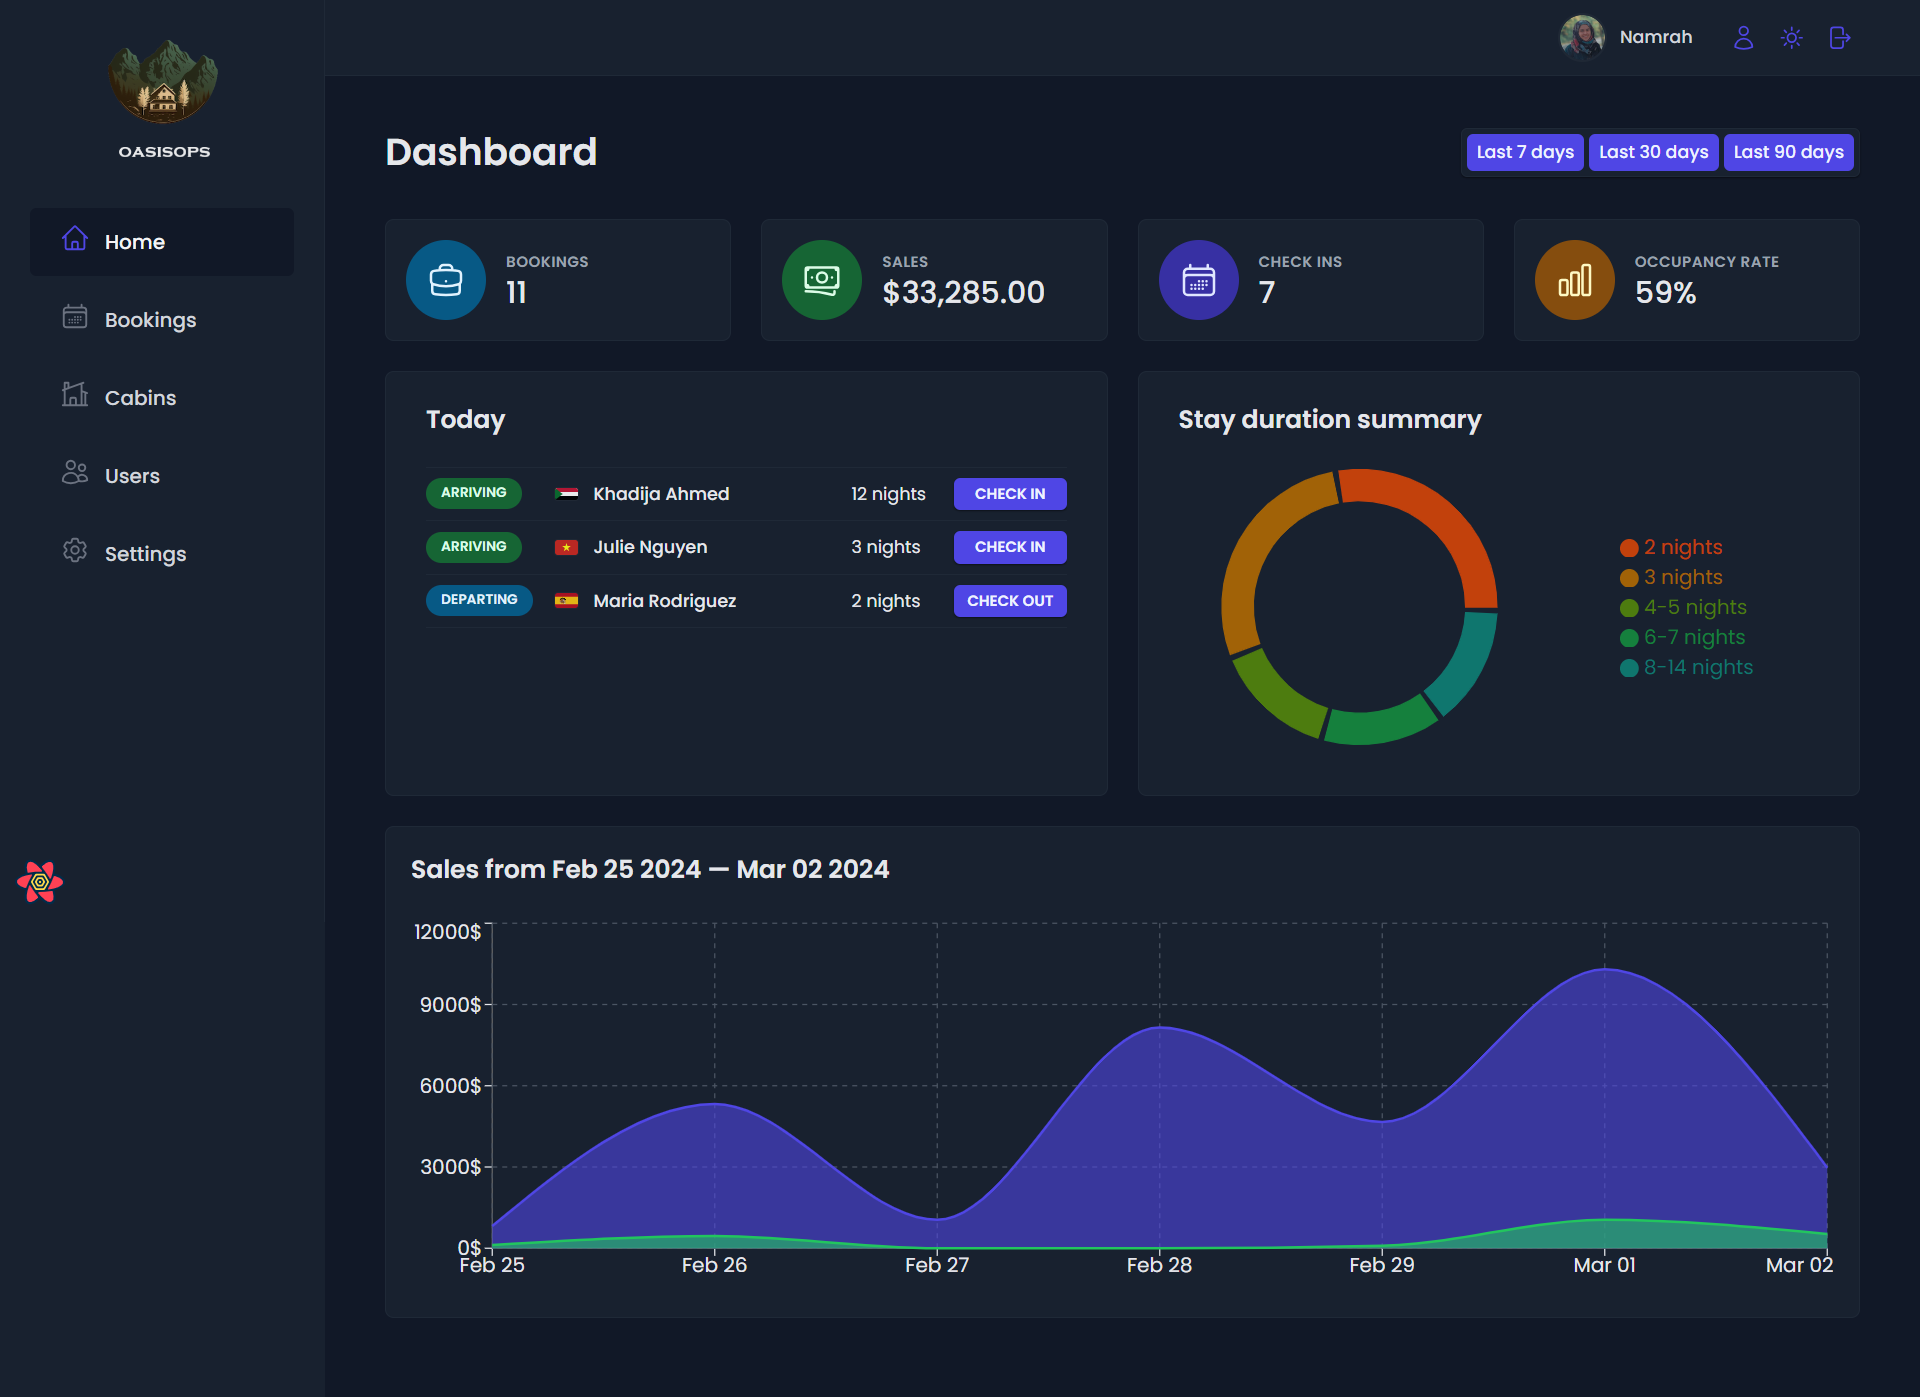 OASISOPS
Home
Bookings
Cabins
Users
Settings
Namrah
Dashboard
Last 7 days Last 30 days Last 90 days
BOOKINGS
11
SALES
$33,285.00
CHECK INS
7
OCCUPANCY RATE
59%
Today
ARRIVING Khadija Ahmed 12 nights CHECK IN
ARRIVING Julie Nguyen 3 nights CHECK IN
DEPARTING Maria Rodriguez 2 nights CHECK OUT
Stay duration summary
2 nights
3 nights
4-5 nights
6-7 nights
8-14 nights
Sales from Feb 25 2024 — Mar 02 2024
12000$
9000$
6000$
3000$
0$
Feb 25 Feb 26 Feb 27 Feb 28 Feb 29 Mar 01 Mar 02